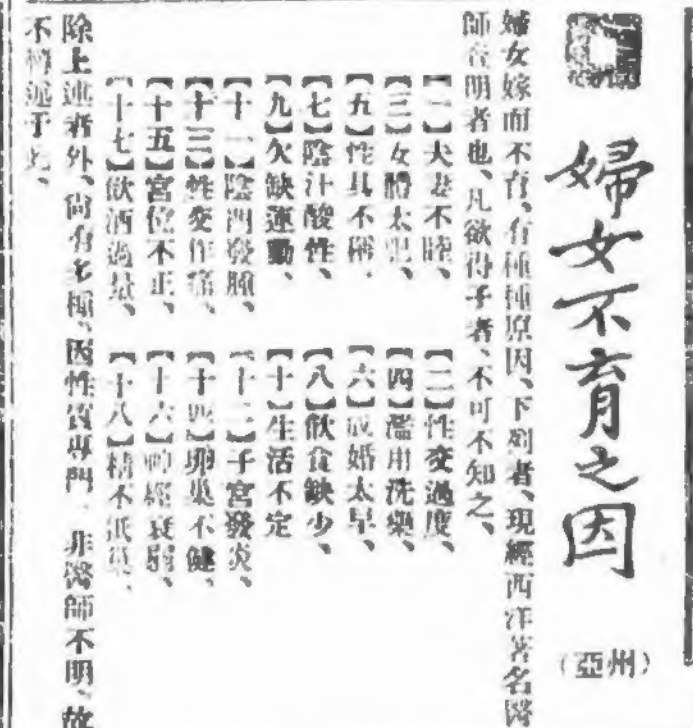 婦女不育之因
（亞州）
婦女嫁而不育、有種種原因、下列者、現經西洋著名醫
師查明者也、凡欲得子者、不可不知之、
【一】夫妻不睦、【二】性交過度、
【三】女體太肥、【四】濫用洗藥、
【五】性具不稱、【六】成婚太早、
【七】陰汁酸性、【八】飲食缺少、
【九】欠缺運動、【十】生活不定
【十一】陰門發腫、【十二】子宮發炎、
【十三】性交作痛、【十四】卵巢不健、
【十五】宮位不正、【十六】神經衰弱、
【十七】飲酒過量、【十八】精不
除上述者外、尚有多種、因性質專門、非醫師不明、故
不 述于此、